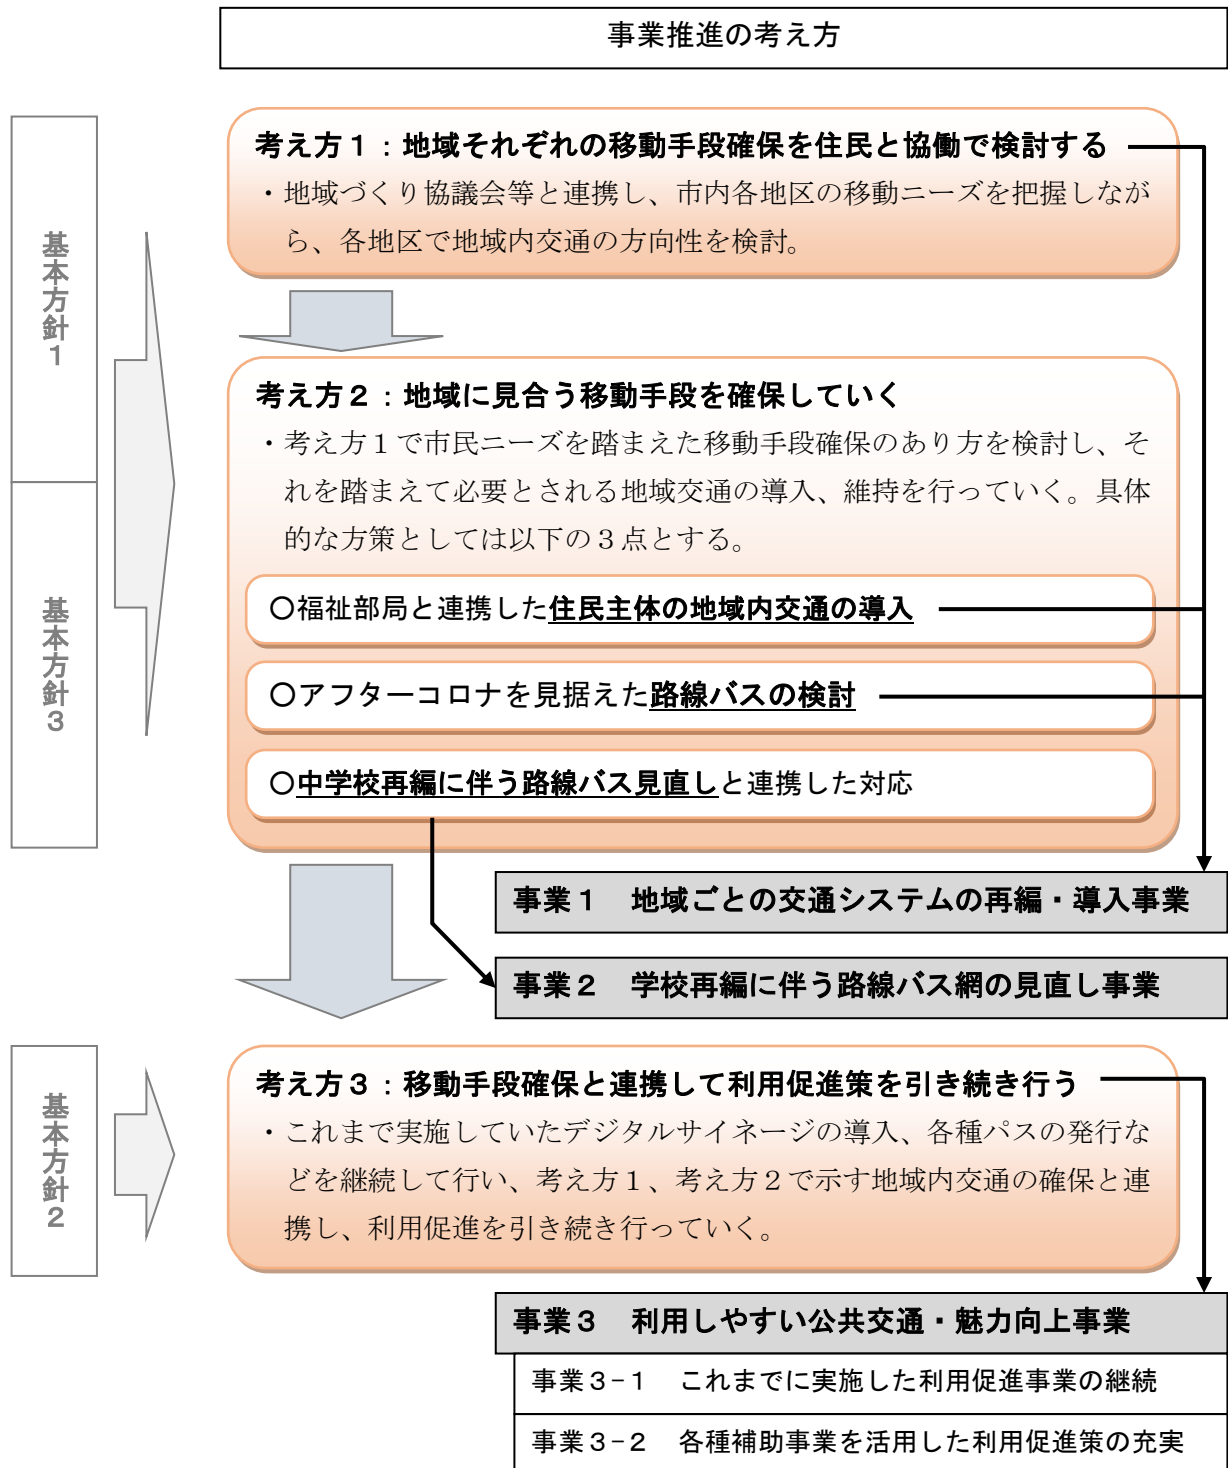 事業推進の考え方
基本方針1
基本方針3
考え方1:地域それぞれの移動手段確保を住民と協働で検討する
・地域づくり協議会等と連携し、市内各地区の移動ニーズを把握しなが
ら、各地区で地域内交通の方向性を検討。
考え方2:地域に見合う移動手段を確保していく
・考え方1で市民ニーズを踏まえた移動手段確保のあり方を検討し、そ
れを踏まえて必要とされる地域交通の導入、維持を行っていく。具体
的な方策としては以下の3点とする。
○福祉部局と連携した住民主体の地域内交通の導入
○アフターコロナを見据えた路線バスの検討
○中学校再編に伴う路線バス見直しと連携した対応
事業1 地域ごとの交通システムの再編・導入事業
事業2 学校再編に伴う路線バス網の見直し事業
基本方針2
考え方3:移動手段確保と連携して利用促進策を引き続き行う
・これまで実施していたデジタルサイネージの導入、各種パスの発行な
どを継続して行い、考え方1、考え方2で示す地域内交通の確保と連
携し、利用促進を引き続き行っていく。
事業3 利用しやすい公共交通・魅力向上事業
事業3-1 これまでに実施した利用促進事業の継続
事業3-2 各種補助事業を活用した利用促進策の充実